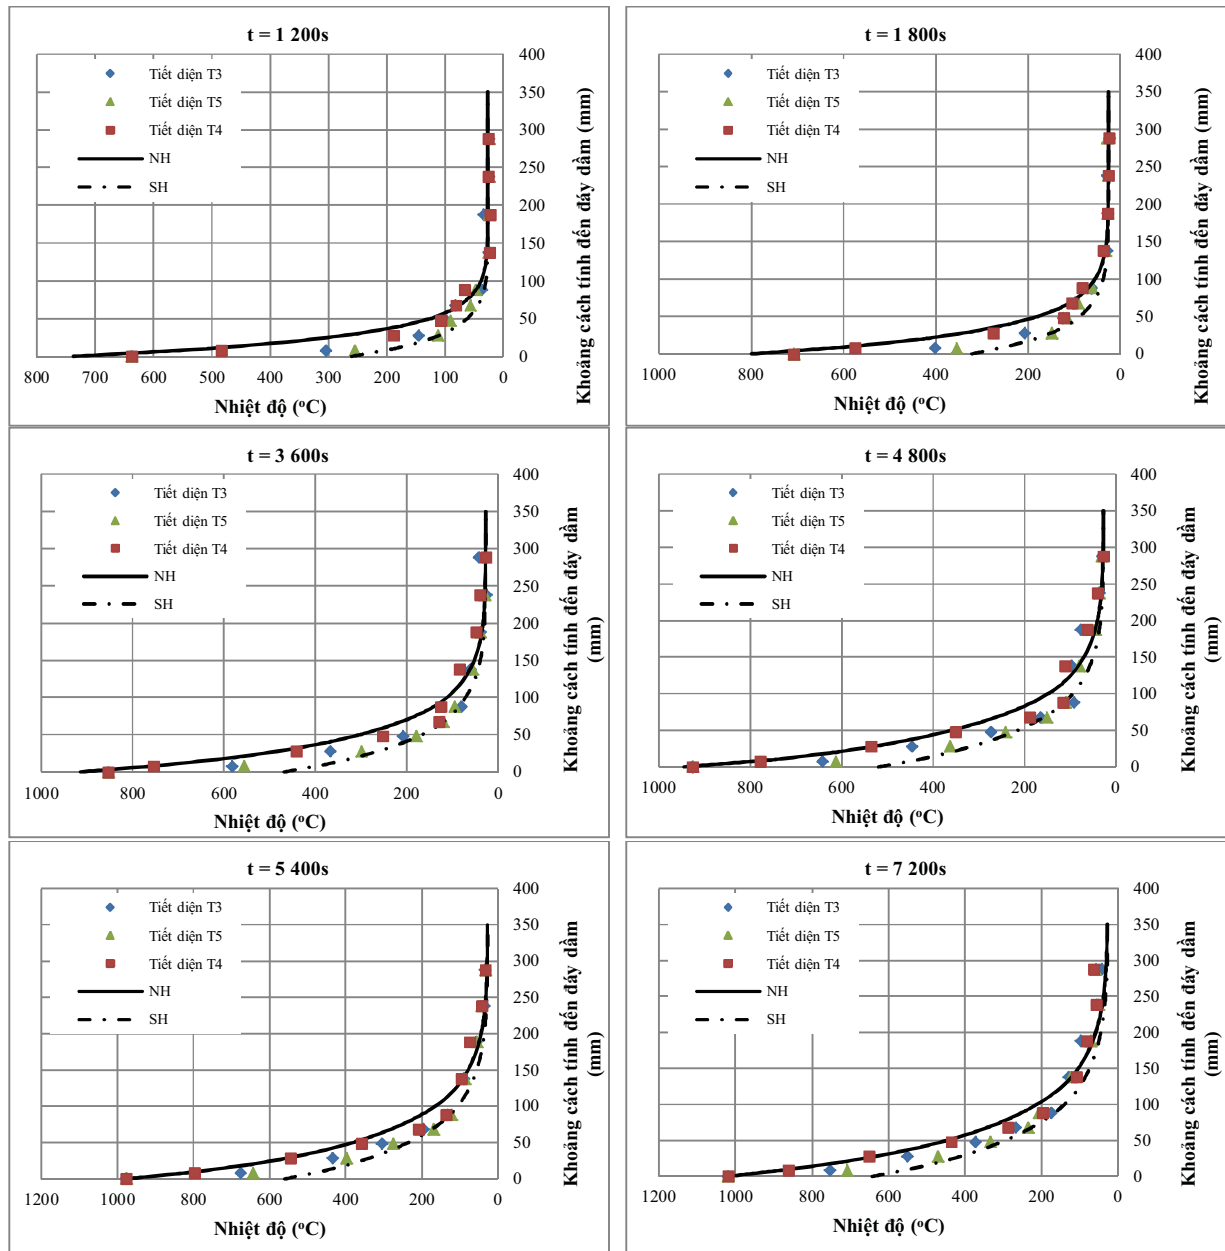 t = 1 200s
Tiết diện T3
Tiết diện T5
Tiết diện T4
NH
SH
400
350
300
250
200
150
100
50
0
800 700 600 500 400 300 200 100 0
Nhiệt độ (oC)
Khoảng cách tính đến đáy dầm (mm)
t = 1 800s
Tiết diện T3
Tiết diện T5
Tiết diện T4
NH
SH
400
350
300
250
200
150
100
50
0
1000 800 600 400 200 0
Nhiệt độ (oC)
Khoảng cách tính đến đáy dầm (mm)
t = 3 600s
Tiết diện T3
Tiết diện T5
Tiết diện T4
NH
SH
400
350
300
250
200
150
100
50
0
1000 800 600 400 200 0
Nhiệt độ (oC)
Khoảng cách tính đến đáy dầm
(mm)
t = 4 800s
Tiết diện T3
Tiết diện T5
Tiết diện T4
NH
SH
400
350
300
250
200
150
100
50
0
1000 800 600 400 200 0
Nhiệt độ (oC)
Khoảng cách tính đến đáy dầm
(mm)
t = 5 400s
Tiết diện T3
Tiết diện T5
Tiết diện T4
NH
SH
400
350
300
250
200
150
100
50
0
1200 1000 800 600 400 200 0
Nhiệt độ (oC)
Khoảng cách tính đến đáy dầm
(mm)
t = 7 200s
Tiết diện T3
Tiết diện T5
Tiết diện T4
NH
SH
400
350
300
250
200
150
100
50
0
1200 1000 800 600 400 200 0
Nhiệt độ (oC)
Khoảng cách tính đến đáy dầm
(mm)